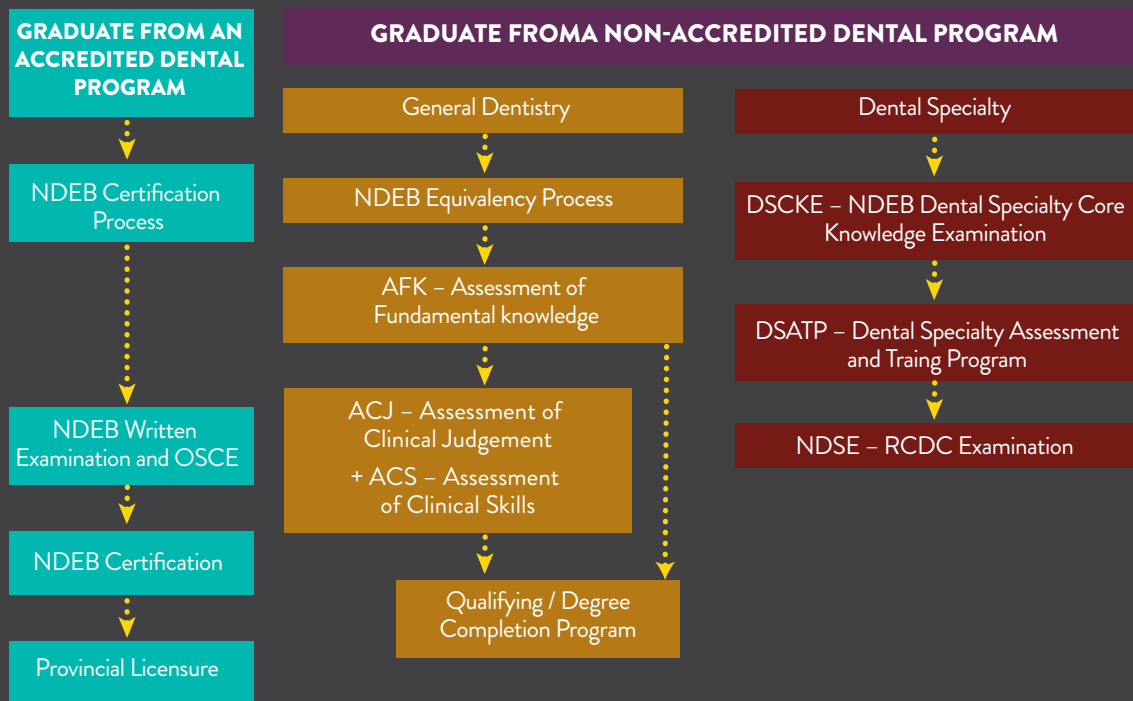 GRADUATE FROM AN
ACCREDITED DENTAL
PROGRAM
NDEB Certification
Process
NDEB Written
Examination and OSCE
NDEB Certification
Provincial Licensure
GRADUATE FROMA NON-ACCREDITED DENTAL PROGRAM
General Dentistry
NDEB Equivalency Process
AFK – Assessment of
Fundamental knowledge
ACJ – Assessment of
Clinical Judgement
+ ACS – Assessment
of Clinical Skills
Qualifying / Degree
Completion Program
Dental Specialty
DSCKE – NDEB Dental Specialty Core
Knowledge Examination
DSATP – Dental Specialty Assessment
and Traing Program
NDSE – RCDC Examination